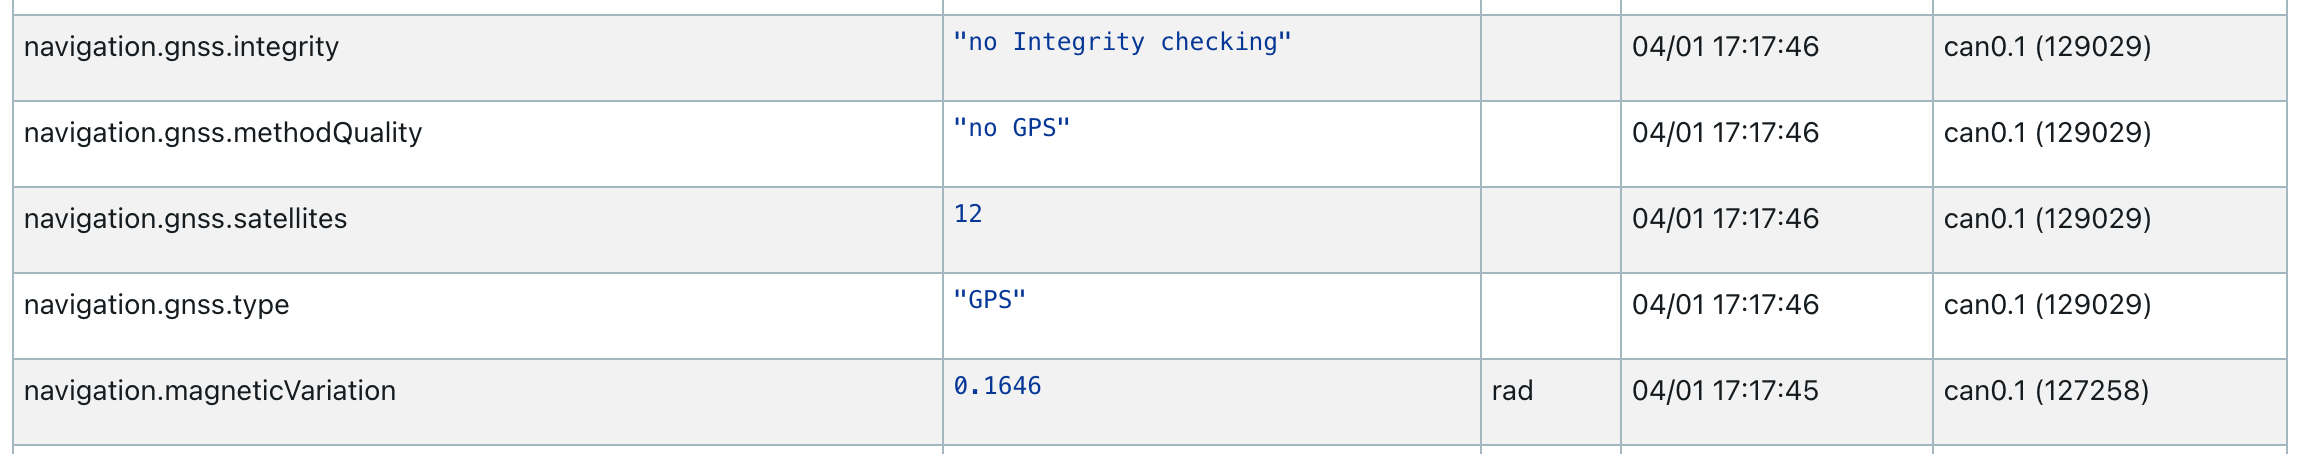 navigation.gnss.integrity "no Integrity checking" 04/01 17:17:46 can0.1 (129029)
navigation.gnss.methodQuality "no GPS" 04/01 17:17:46 can0.1 (129029)
navigation.gnss.satellites 12 04/01 17:17:46 can0.1 (129029)
navigation.gnss.type "GPS" 04/01 17:17:46 can0.1 (129029)
navigation.magneticVariation 0.1646 rad 04/01 17:17:45 can0.1 (127258)